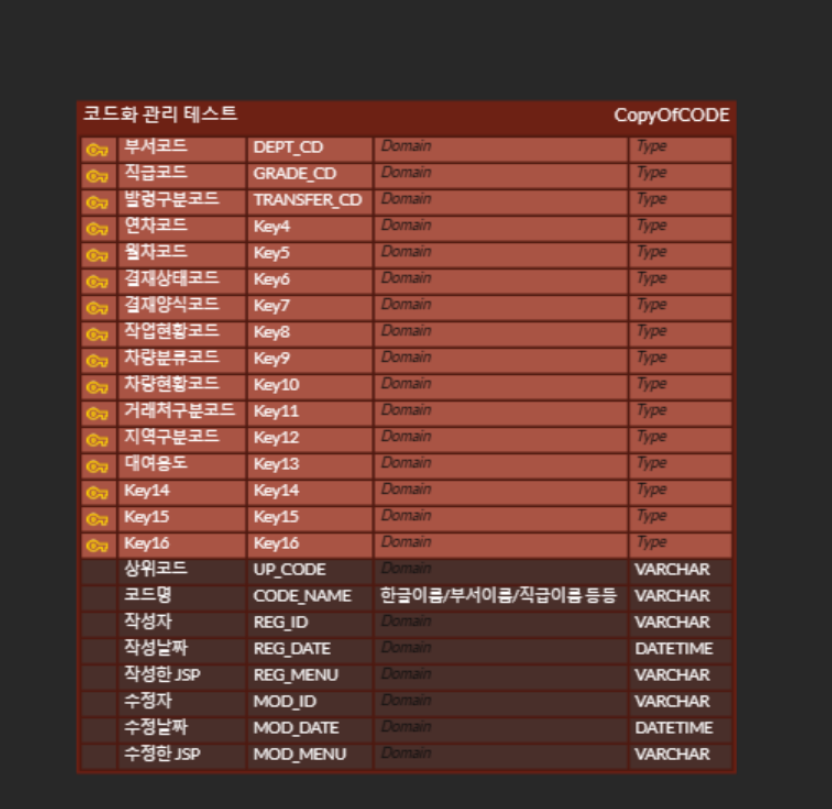 코드화 관리 테스트 CopyOfCODE
부서코드 DEPT_CD Domain Type
직급코드 GRADE_CD Domain Type
발령구분코드 TRANSFER_CD Domain Type
연차코드 Key4 Domain Type
월차코드 Key5 Domain Type
결재상태코드 Key6 Domain Type
결재양식코드 Key7 Domain Type
작업현황코드 Key8 Domain Type
차량분류코드 Key9 Domain Type
차량현황코드 Key10 Domain Type
거래처구분코드 Key11 Domain Type
지역구분코드 Key12 Domain Type
대여용도 Key13 Domain Type
Key14 Key14 Domain Type
Key15 Key15 Domain Type
Key16 Key16 Domain Type
상위코드 UP_CODE Domain VARCHAR
코드명 CODE_NAME 한글이름/부서이름/직급이름 등등 VARCHAR
작성자 REG_ID Domain VARCHAR
작성날짜 REG_DATE Domain DATETIME
작성한 JSP REG_MENU Domain VARCHAR
수정자 MOD_ID Domain VARCHAR
수정날짜 MOD_DATE Domain DATETIME
수정한 JSP MOD_MENU Domain VARCHAR